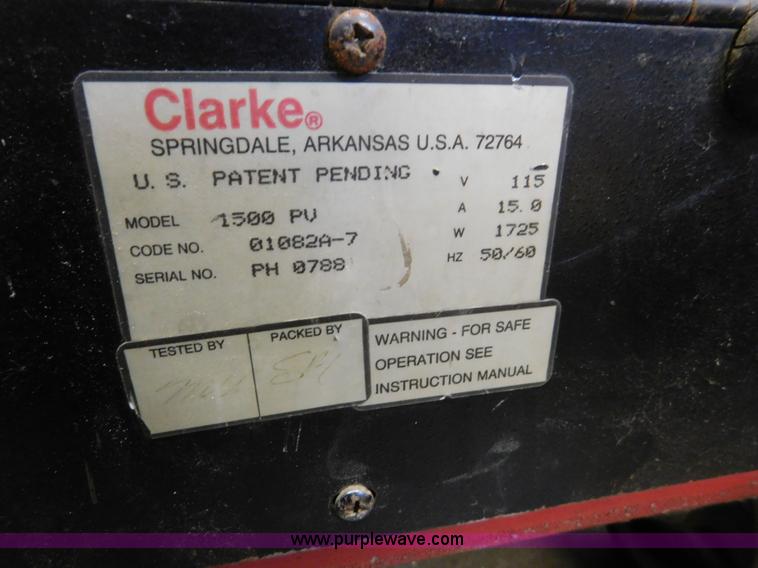 Clarke®
SPRINGDALE, ARKANSAS U.S.A. 72764
U. S. PATENT PENDING
V 115
MODEL 1500 PV
A 15.0
CODE NO. 01082A-7
W 1725
SERIAL NO. PH 0788
HZ 50/60
TESTED BY
PACKED BY
WARNING - FOR SAFE
OPERATION SEE
INSTRUCTION MANUAL
www.purplewave.com